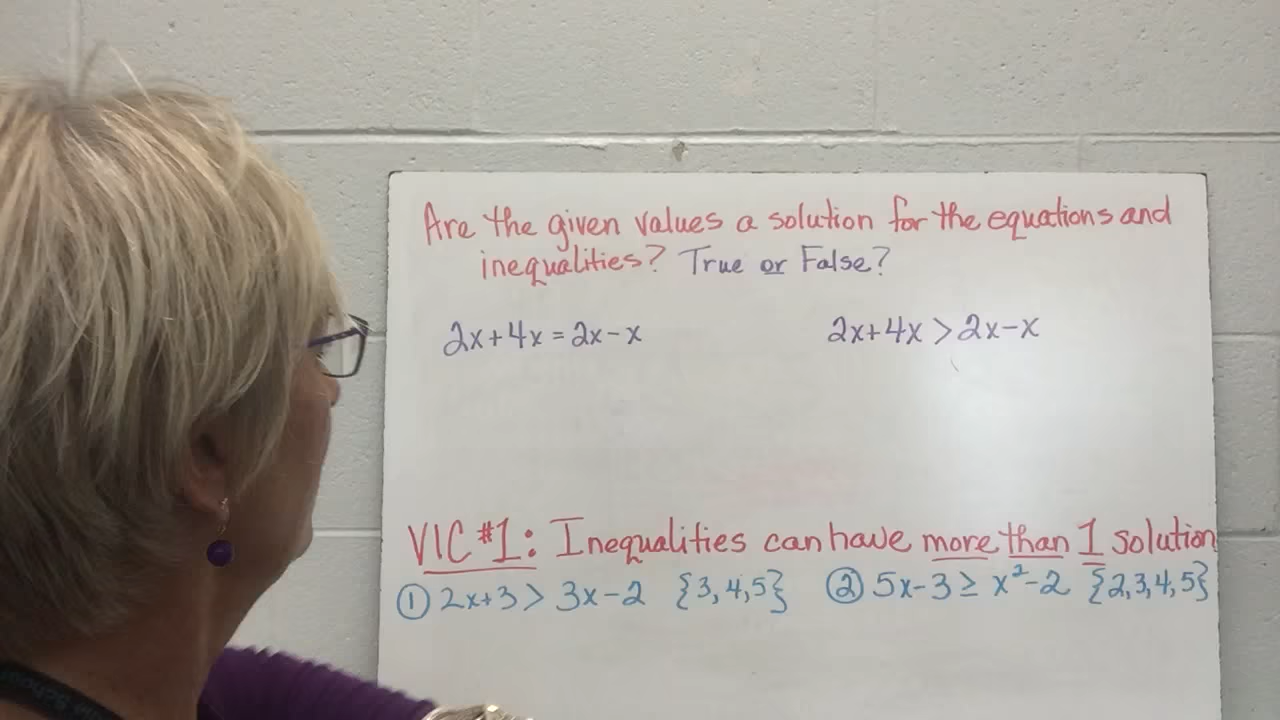 Are the given values a solution for the equations and
inequalities? True or False?
2x+4x=2x-x
2x+4x>2x-x
VIC #1: Inequalities can have more than 1 solution
① 2x+3>3x-2 {3,4,5}
② 5x-3≥x²-2 {2,3,4,5}